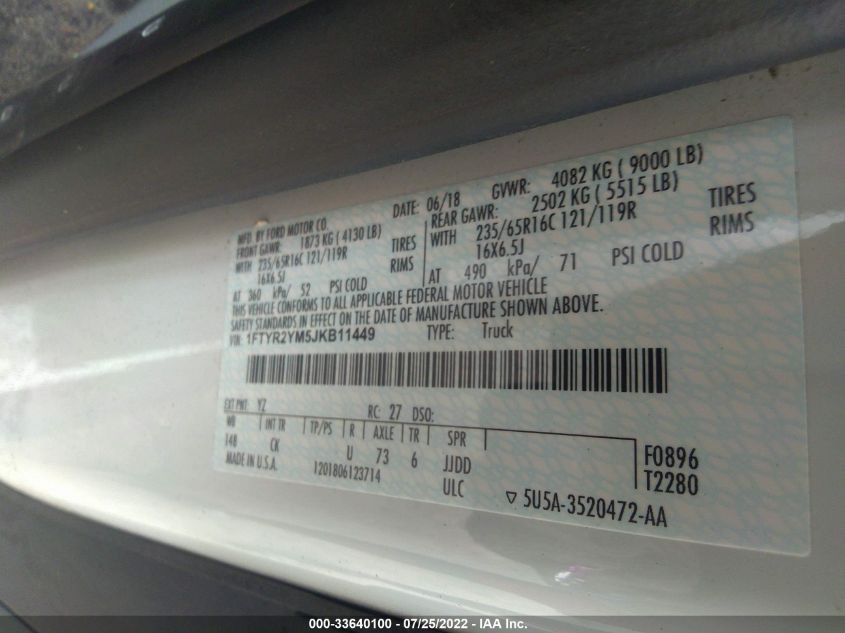 MFD. BY FORD MOTOR CO.
DATE: 06/18 GVWR: 4082 KG ( 9000 LB)
FRONT GAWR: 1873 KG ( 4130 LB)
REAR GAWR: 2502 KG ( 5515 LB)
WITH 235/65R16C 121/119R TIRES
WITH 235/65R16C 121/119R TIRES
16X6.5J RIMS
16X6.5J RIMS
AT 360 kPa/ 52 PSI COLD
AT 490 kPa/ 71 PSI COLD
THIS VEHICLE CONFORMS TO ALL APPLICABLE FEDERAL MOTOR VEHICLE
SAFETY STANDARDS IN EFFECT ON THE DATE OF MANUFACTURE SHOWN ABOVE.
VIN: 1FTYR2YM5JKB11449 TYPE: Truck
EXT PNT: YZ RC: 27 DSO:
WB INT TR TP/PS R AXLE TR SPR
148 CK U 73 6 JJDD
F0896
MADE IN U.S.A. 1201806123714 ULC
T2280
5U5A-3520472-AA
000-33640100 - 07/25/2022 - IAA Inc.